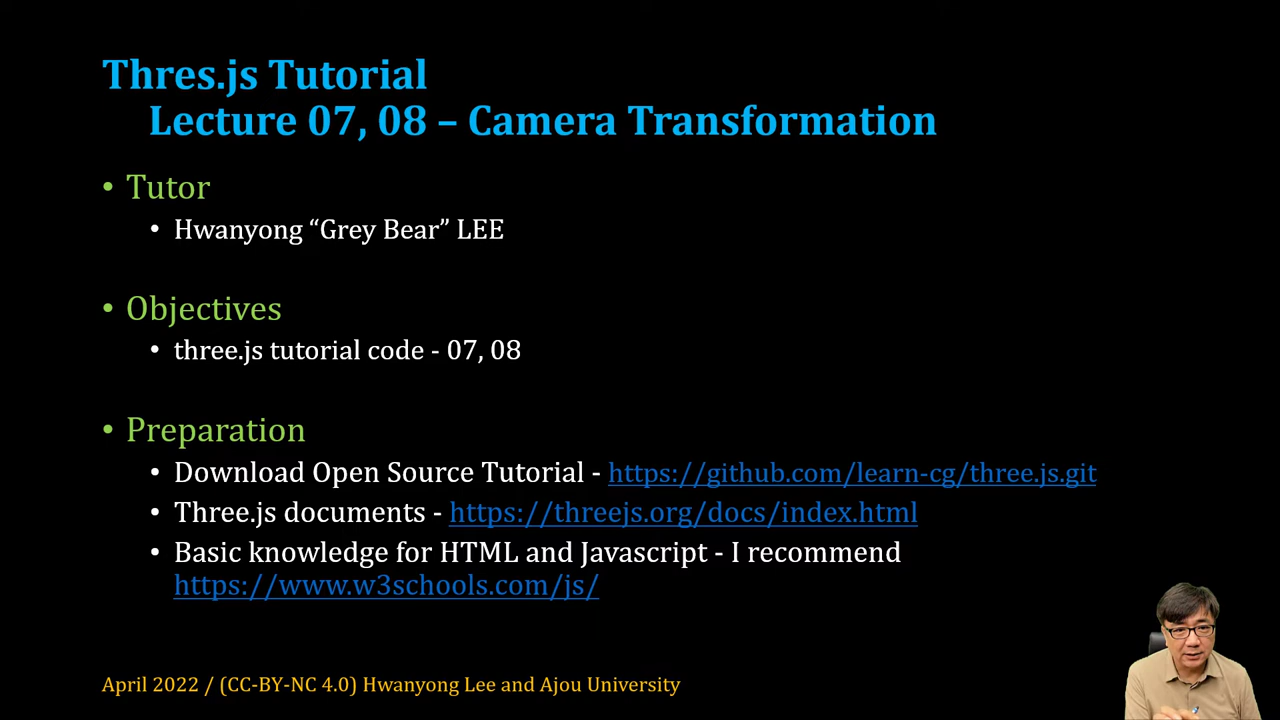 Thres.js Tutorial
Lecture 07, 08 – Camera Transformation
• Tutor
• Hwanyong “Grey Bear” LEE
• Objectives
• three.js tutorial code - 07, 08
• Preparation
• Download Open Source Tutorial - https://github.com/learn-cg/three.js.git
• Three.js documents - https://threejs.org/docs/index.html
• Basic knowledge for HTML and Javascript - I recommend
https://www.w3schools.com/js/
April 2022 / (CC-BY-NC 4.0) Hwanyong Lee and Ajou University